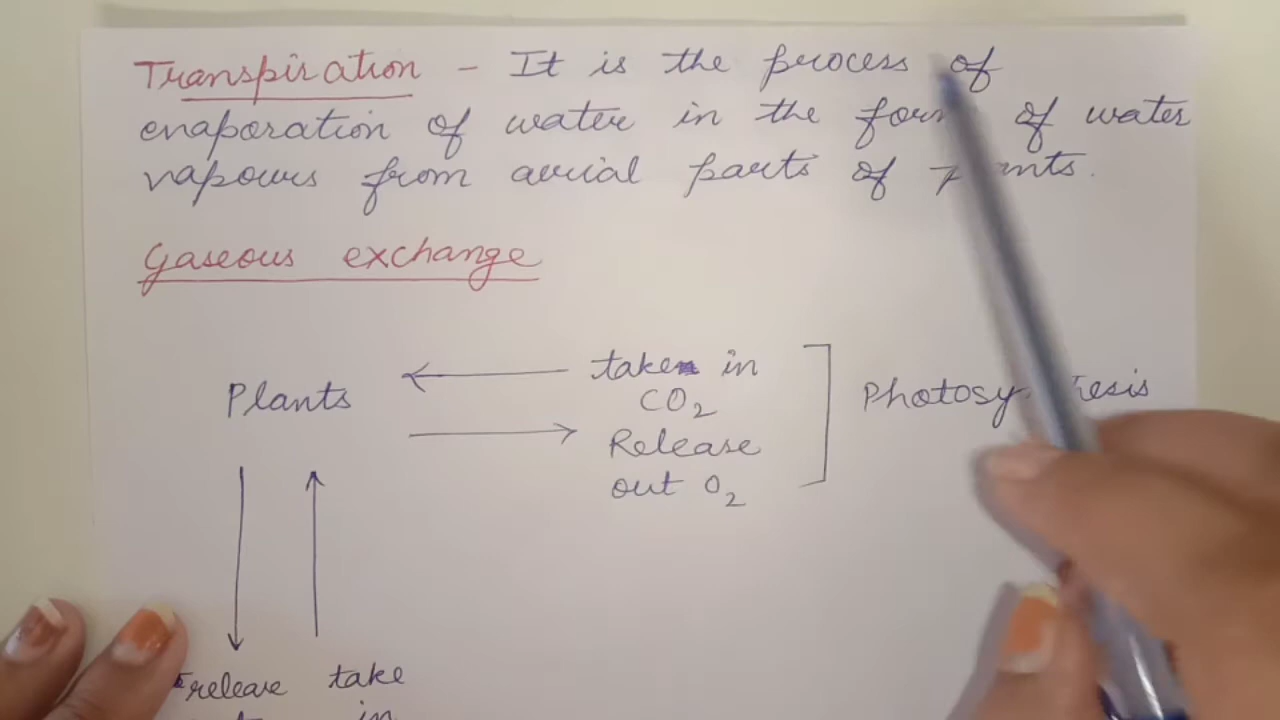 Transpiration - It is the process of
evaporation of water in the form of water
vapours from aerial parts of
Gaseous exchange
Plants
take in
CO2
Release
out O2
release take
in